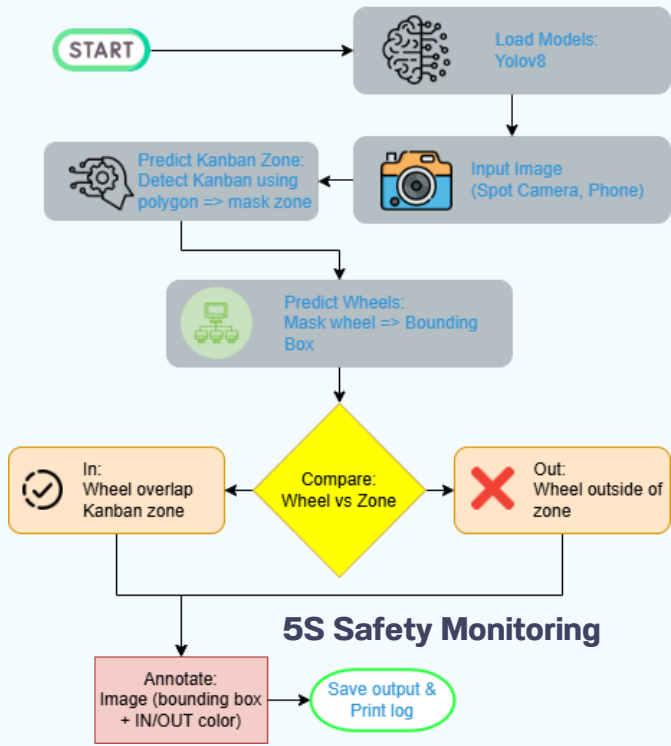 START
Load Models:
Yolov8
Predict Kanban Zone:
Detect Kanban using
polygon => mask zone
Input Image
(Spot Camera, Phone)
Predict Wheels:
Mask wheel => Bounding
Box
In:
Wheel overlap
Kanban zone
Compare:
Wheel vs Zone
Out:
Wheel outside of
zone
5S Safety Monitoring
Annotate:
Image (bounding box
+ IN/OUT color)
Save output &
Print log